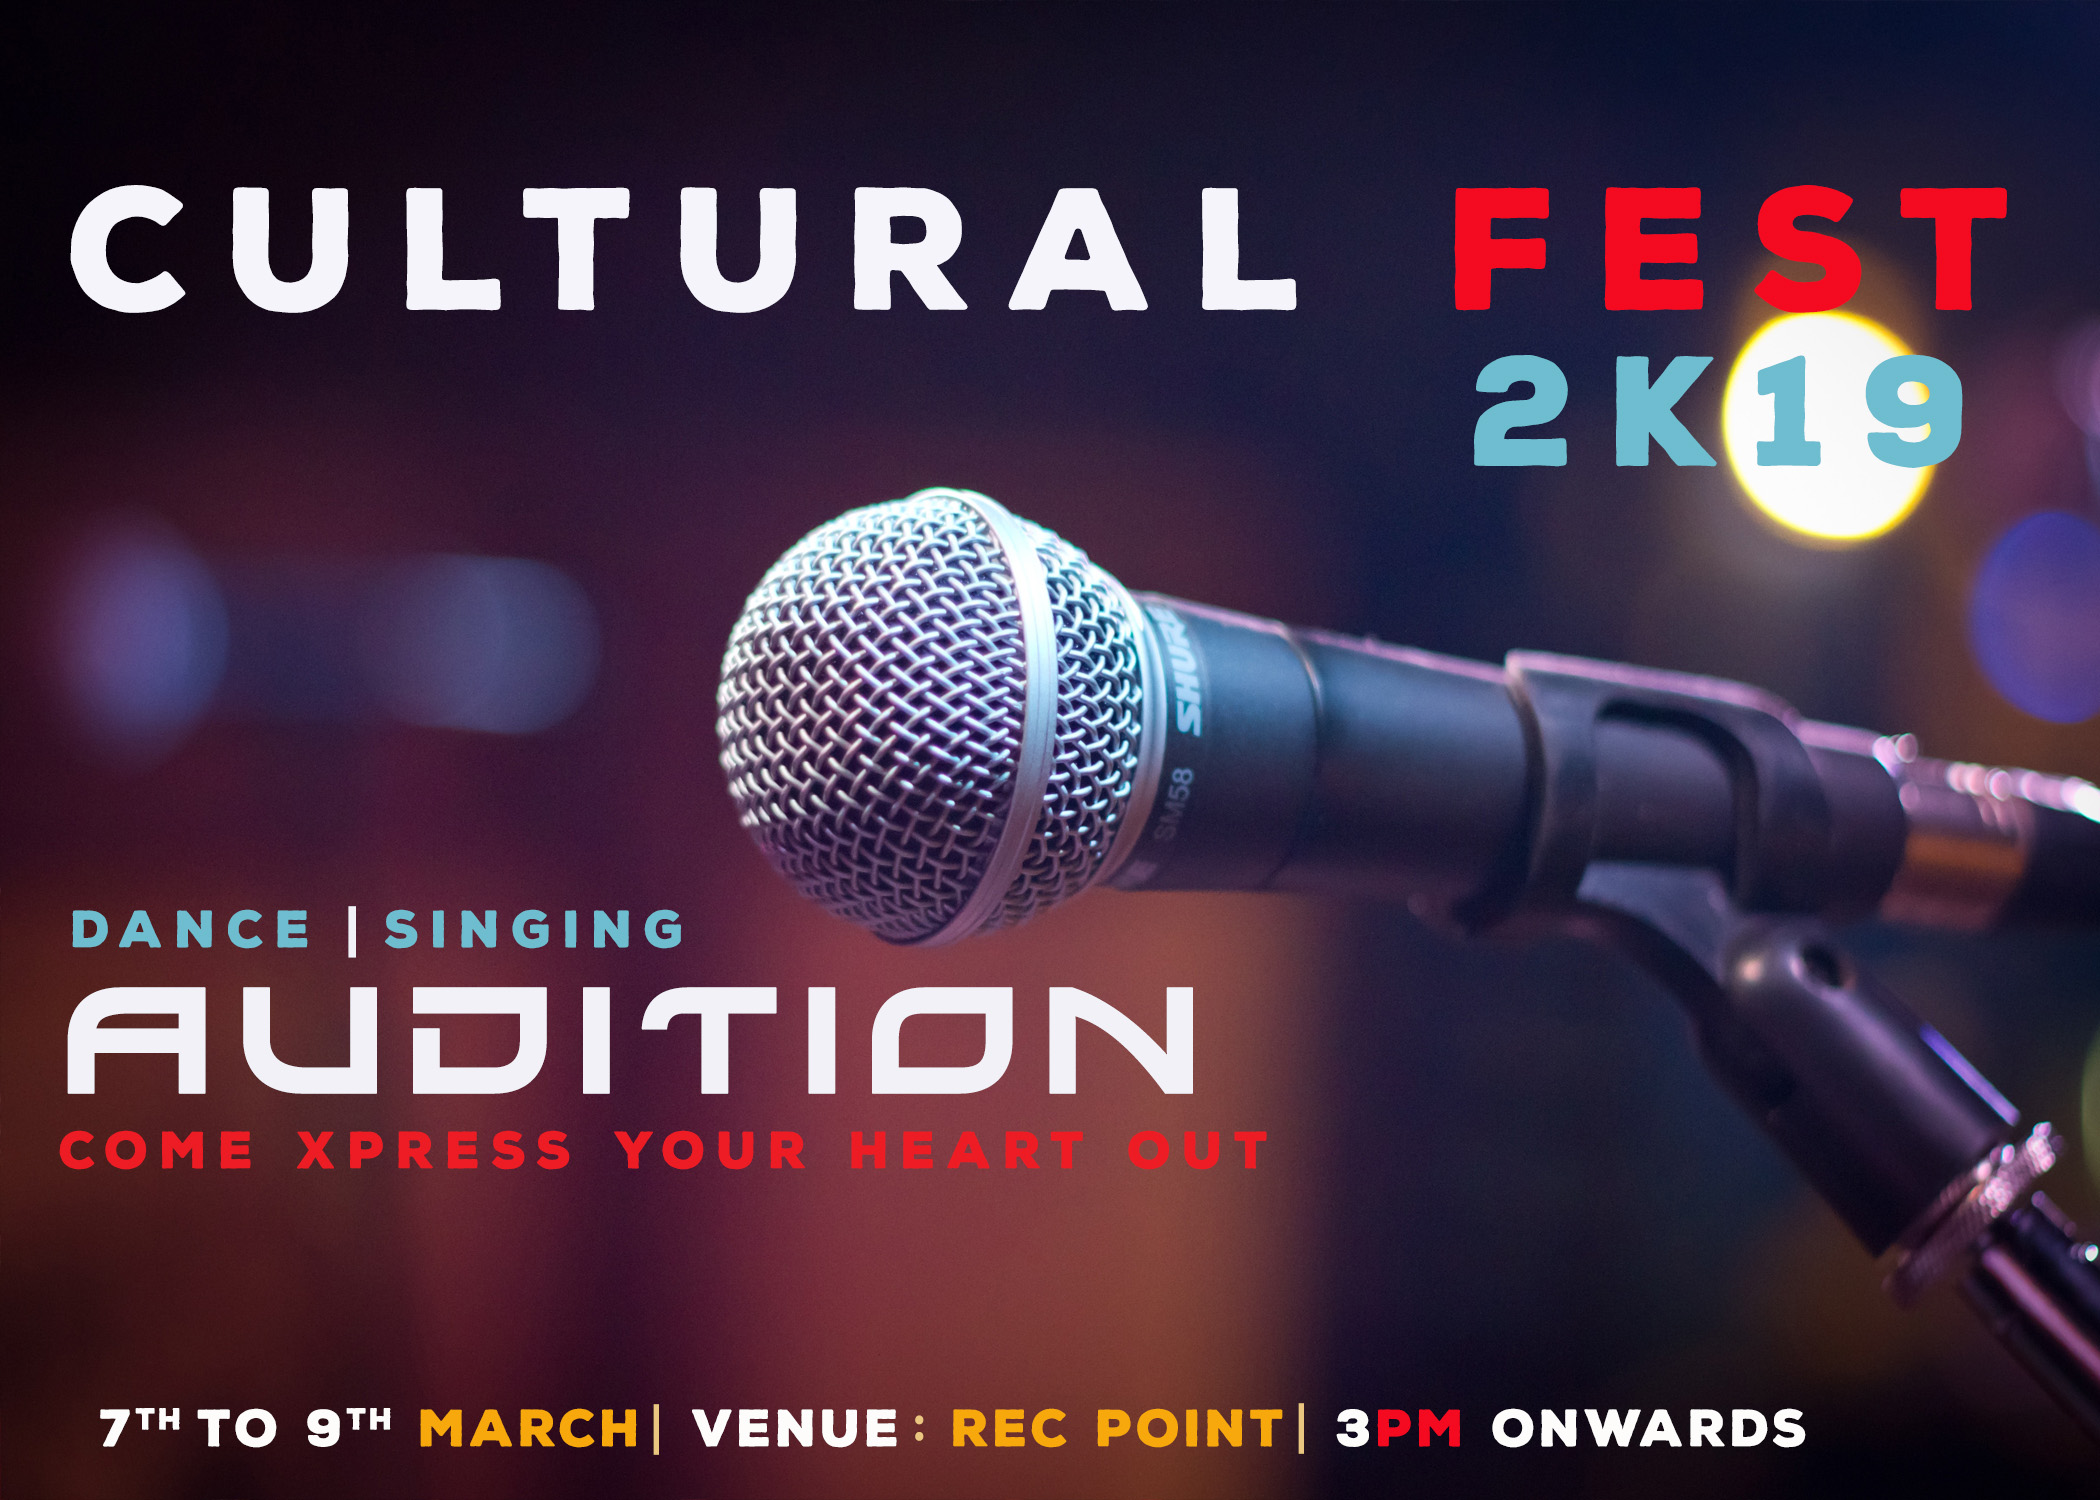 CULTURAL FEST
2K19
SHURE
SM58
DANCE | SINGING
AUDITION
COME XPRESS YOUR HEART OUT
7TH TO 9TH MARCH| VENUE : REC POINT| 3PM ONWARDS